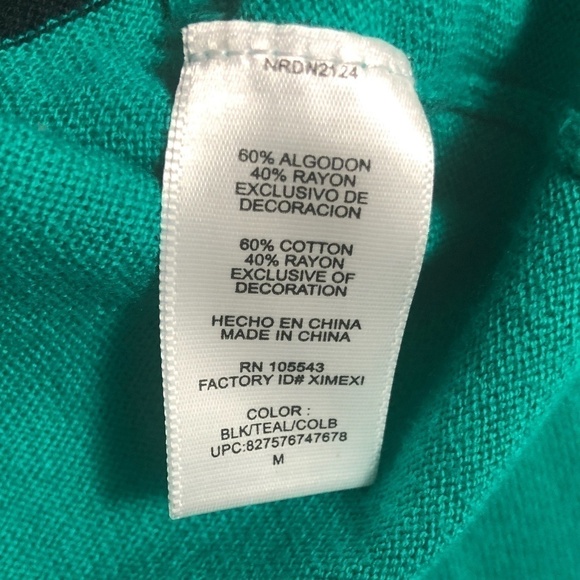 NRDN2124
60% ALGODON
40% RAYON
EXCLUSIVO DE
DECORACION
60% COTTON
40% RAYON
EXCLUSIVE OF
DECORATION
HECHO EN CHINA
MADE IN CHINA
RN 105543
FACTORY ID# XIMEXI
COLOR :
BLK/TEAL/COLB
UPC:827576747678
M